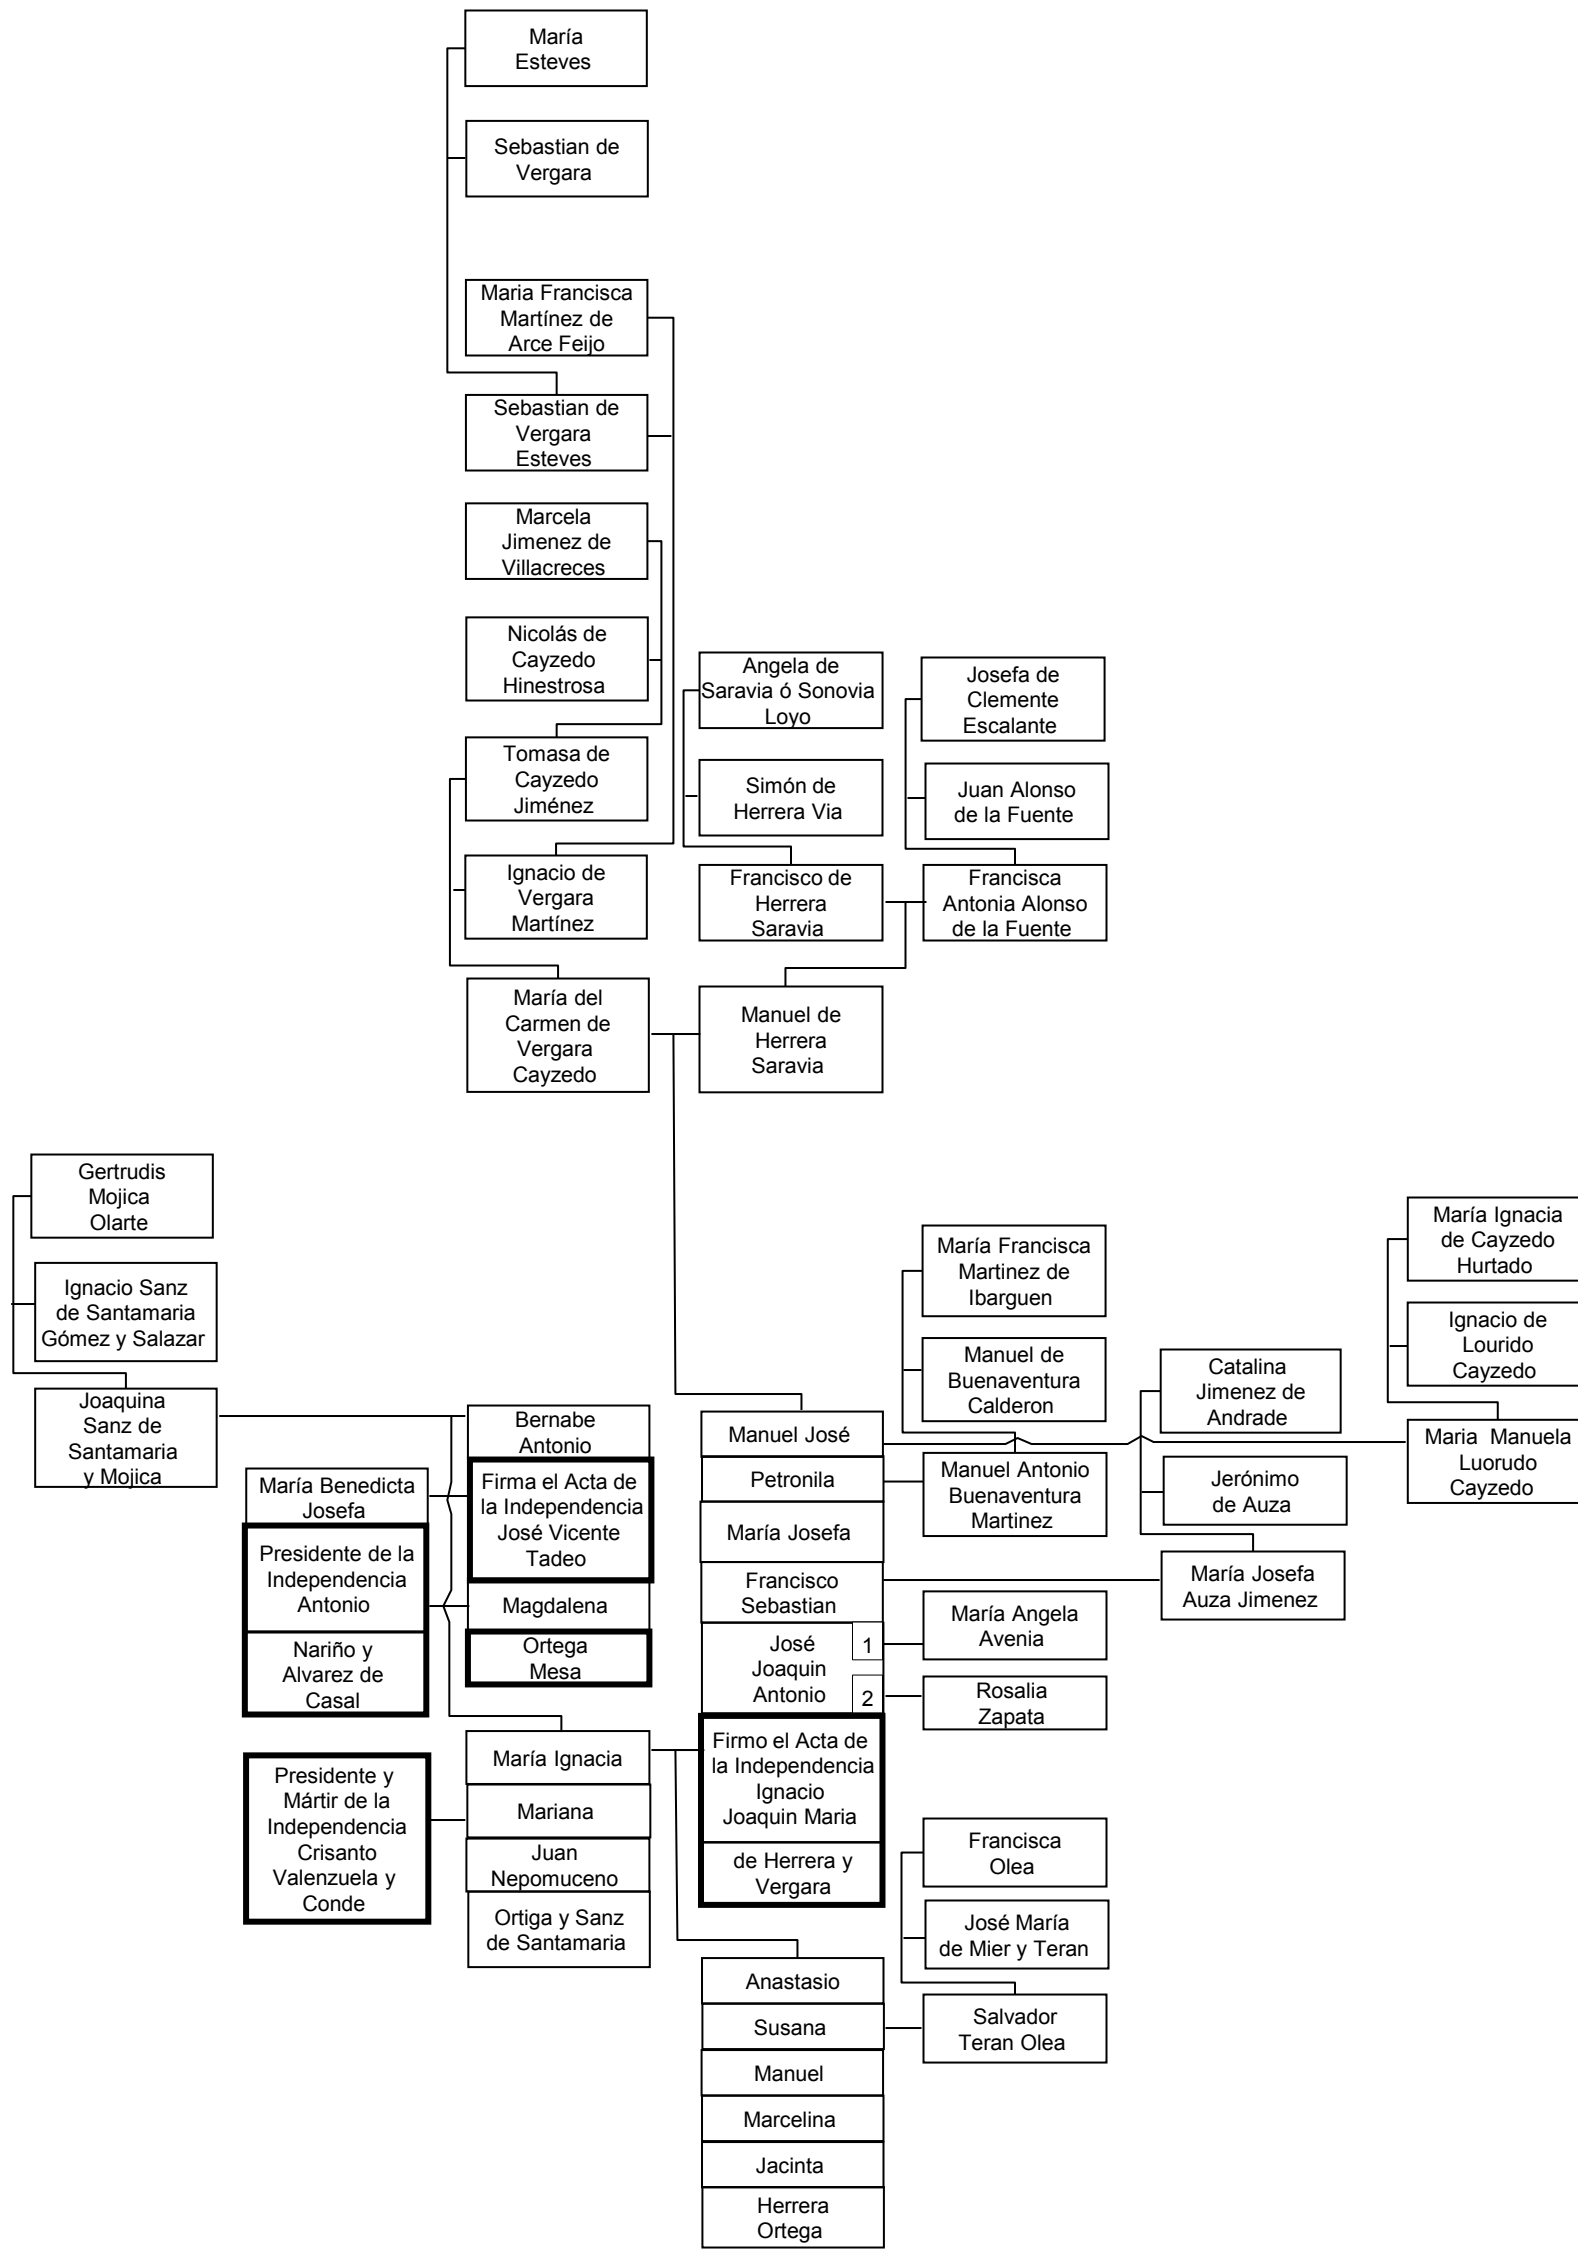 María
Esteves
Sebastian de
Vergara
Maria Francisca
Martínez de
Arce Feijo
Sebastian de
Vergara
Esteves
Marcela
Jimenez de
Villacreces
Nicolás de
Cayzedo
Hinestrosa
Angela de
Saravia ó Sonovia
Loyo
Josefa de
Clemente
Escalante
Tomasa de
Cayzedo
Jiménez
Simón de
Herrera Via
Juan Alonso
de la Fuente
Ignacio de
Vergara
Martínez
Francisco de
Herrera
Saravia
Francisca
Antonia Alonso
de la Fuente
María del
Carmen de
Vergara
Cayzedo
Manuel de
Herrera
Saravia
Gertrudis
Mojica
Olarte
Ignacio Sanz
de Santamaria
Gómez y Salazar
Joaquina
Sanz de
Santamaria
y Mojica
María Francisca
Martinez de
Ibarguen
Manuel de
Buenaventura
Calderon
Manuel Antonio
Buenaventura
Martinez
Catalina
Jimenez de
Andrade
Jerónimo
de Auza
María Josefa
Auza Jimenez
María Ignacia
de Cayzedo
Hurtado
Ignacio de
Lourido
Cayzedo
Maria Manuela
Luorudo
Cayzedo
María Benedicta
Josefa
Presidente de la
Independencia
Antonio
Nariño y
Alvarez de
Casal
Bernabe
Antonio
Firma el Acta de
la Independencia
José Vicente
Tadeo
Magdalena
Ortega
Mesa
Manuel José
Petronila
María Josefa
Francisco
Sebastian
José
Joaquin
Antonio
1
2
María Angela
Avenia
Rosalia
Zapata
Firmo el Acta de
la Independencia
Ignacio
Joaquin Maria
de Herrera y
Vergara
María Ignacia
Mariana
Juan
Nepomuceno
Ortiga y Sanz
de Santamaria
Presidente y
Mártir de la
Independencia
Crisanto
Valenzuela y
Conde
Francisca
Olea
José María
de Mier y Teran
Salvador
Teran Olea
Anastasio
Susana
Manuel
Marcelina
Jacinta
Herrera
Ortega